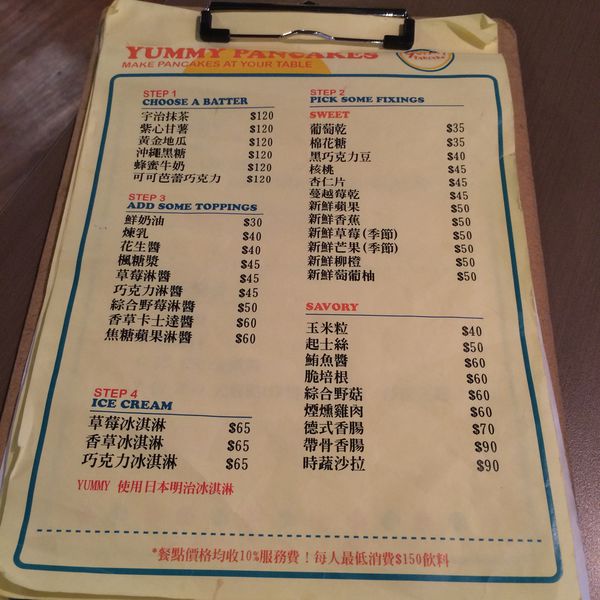 YUMMY PANCAKES
MAKE PANCAKES AT YOUR TABLE
STEP 1
CHOOSE A BATTER
宇治抹茶 $120
紫心甘薯 $120
黃金地瓜 $120
沖繩黑糖 $120
蜂蜜牛奶 $120
可可芭蕾巧克力 $120
STEP 3
ADD SOME TOPPINGS
鮮奶油 $30
煉乳 $40
花生醬 $40
楓糖漿 $45
草莓淋醬 $45
巧克力淋醬 $45
綜合野莓淋醬 $50
香草卡士達醬 $60
焦糖蘋果淋醬 $60
STEP 4
ICE CREAM
草莓冰淇淋 $65
香草冰淇淋 $65
巧克力冰淇淋 $65
YUMMY 使用日本明治冰淇淋
STEP 2
PICK SOME FIXINGS
SWEET
葡萄乾 $35
棉花糖 $35
黑巧克力豆 $40
核桃 $45
杏仁片 $45
蔓越莓乾 $45
新鮮蘋果 $50
新鮮香蕉 $50
新鮮草莓(季節) $50
新鮮芒果(季節) $50
新鮮柳橙 $50
新鮮萄葡柚 $50
SAVORY
玉米粒 $40
起士絲 $50
鮪魚醬 $60
脆培根 $60
綜合野菇 $60
煙燻雞肉 $60
德式香腸 $70
帶骨香腸 $90
時蔬沙拉 $90
*餐點價格均收10%服務費！每人最低消費$150飲料